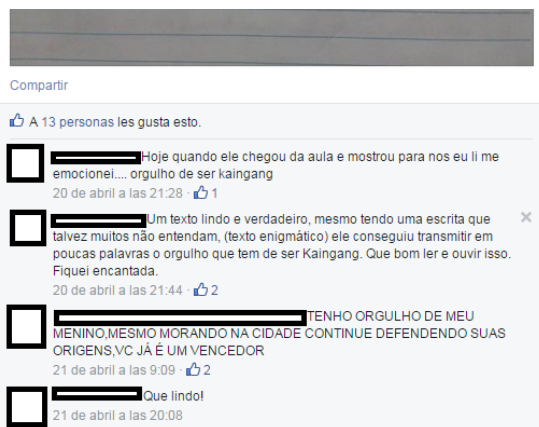 Compartir
A 13 personas les gusta esto.
Hoje quando ele chegou da aula e mostrou para nos eu li me
emocionei.... orgulho de ser kaingang
20 de abril a las 21:28 · 1
Um texto lindo e verdadeiro, mesmo tendo uma escrita que
talvez muitos não entendam, (texto enigmático) ele conseguiu transmitir em
poucas palavras o orgulho que tem de ser Kaingang. Que bom ler e ouvir isso.
Fiquei encantada.
20 de abril a las 21:44 · 2
TENHO ORGULHO DE MEU
MENINO,MESMO MORANDO NA CIDADE CONTINUE DEFENDENDO SUAS
ORIGENS,VC JÁ É UM VENCEDOR
21 de abril a las 9:09 · 2
Que lindo!
21 de abril a las 20:08